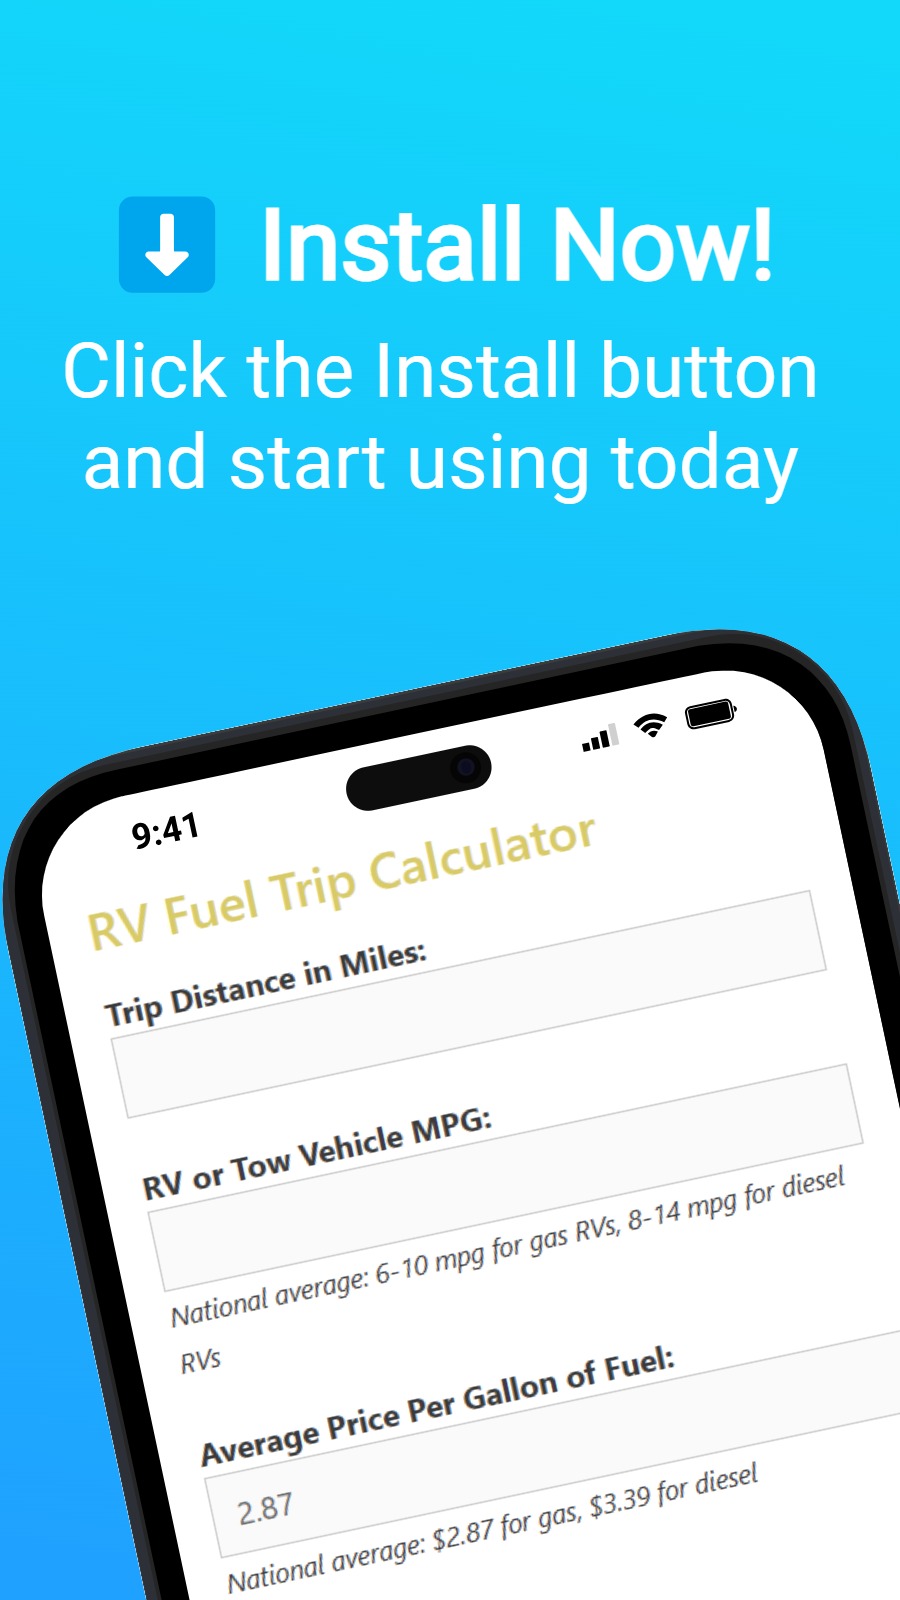 Install Now!
Click the Install button
and start using today
9:41
RV Fuel Trip Calculator
Trip Distance in Miles:
RV or Tow Vehicle MPG:
National average: 6-10 mpg for gas RVs, 8-14 mpg for diesel
RVs
Average Price Per Gallon of Fuel:
2.87
National average: $2.87 for gas, $3.39 for diesel